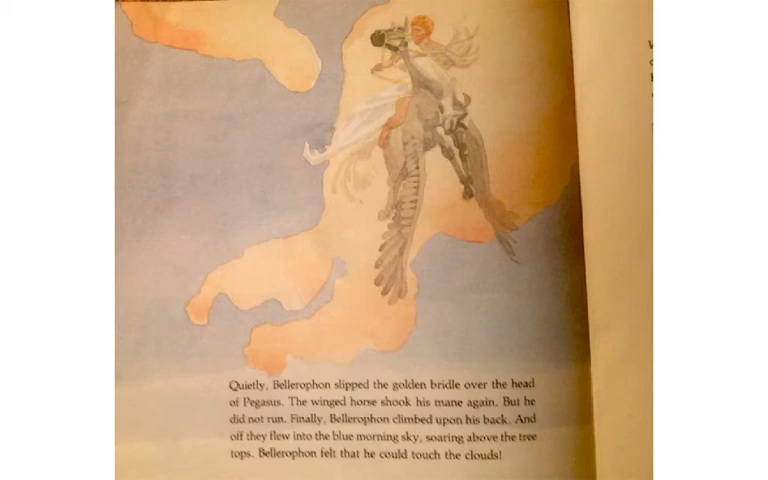 Quietly, Bellerophon slipped the golden bridle over the head
of Pegasus. The winged horse shook his mane again. But he
did not run. Finally, Bellerophon climbed upon his back. And
off they flew into the blue morning sky, soaring above the tree
tops. Bellerophon felt that he could touch the clouds!